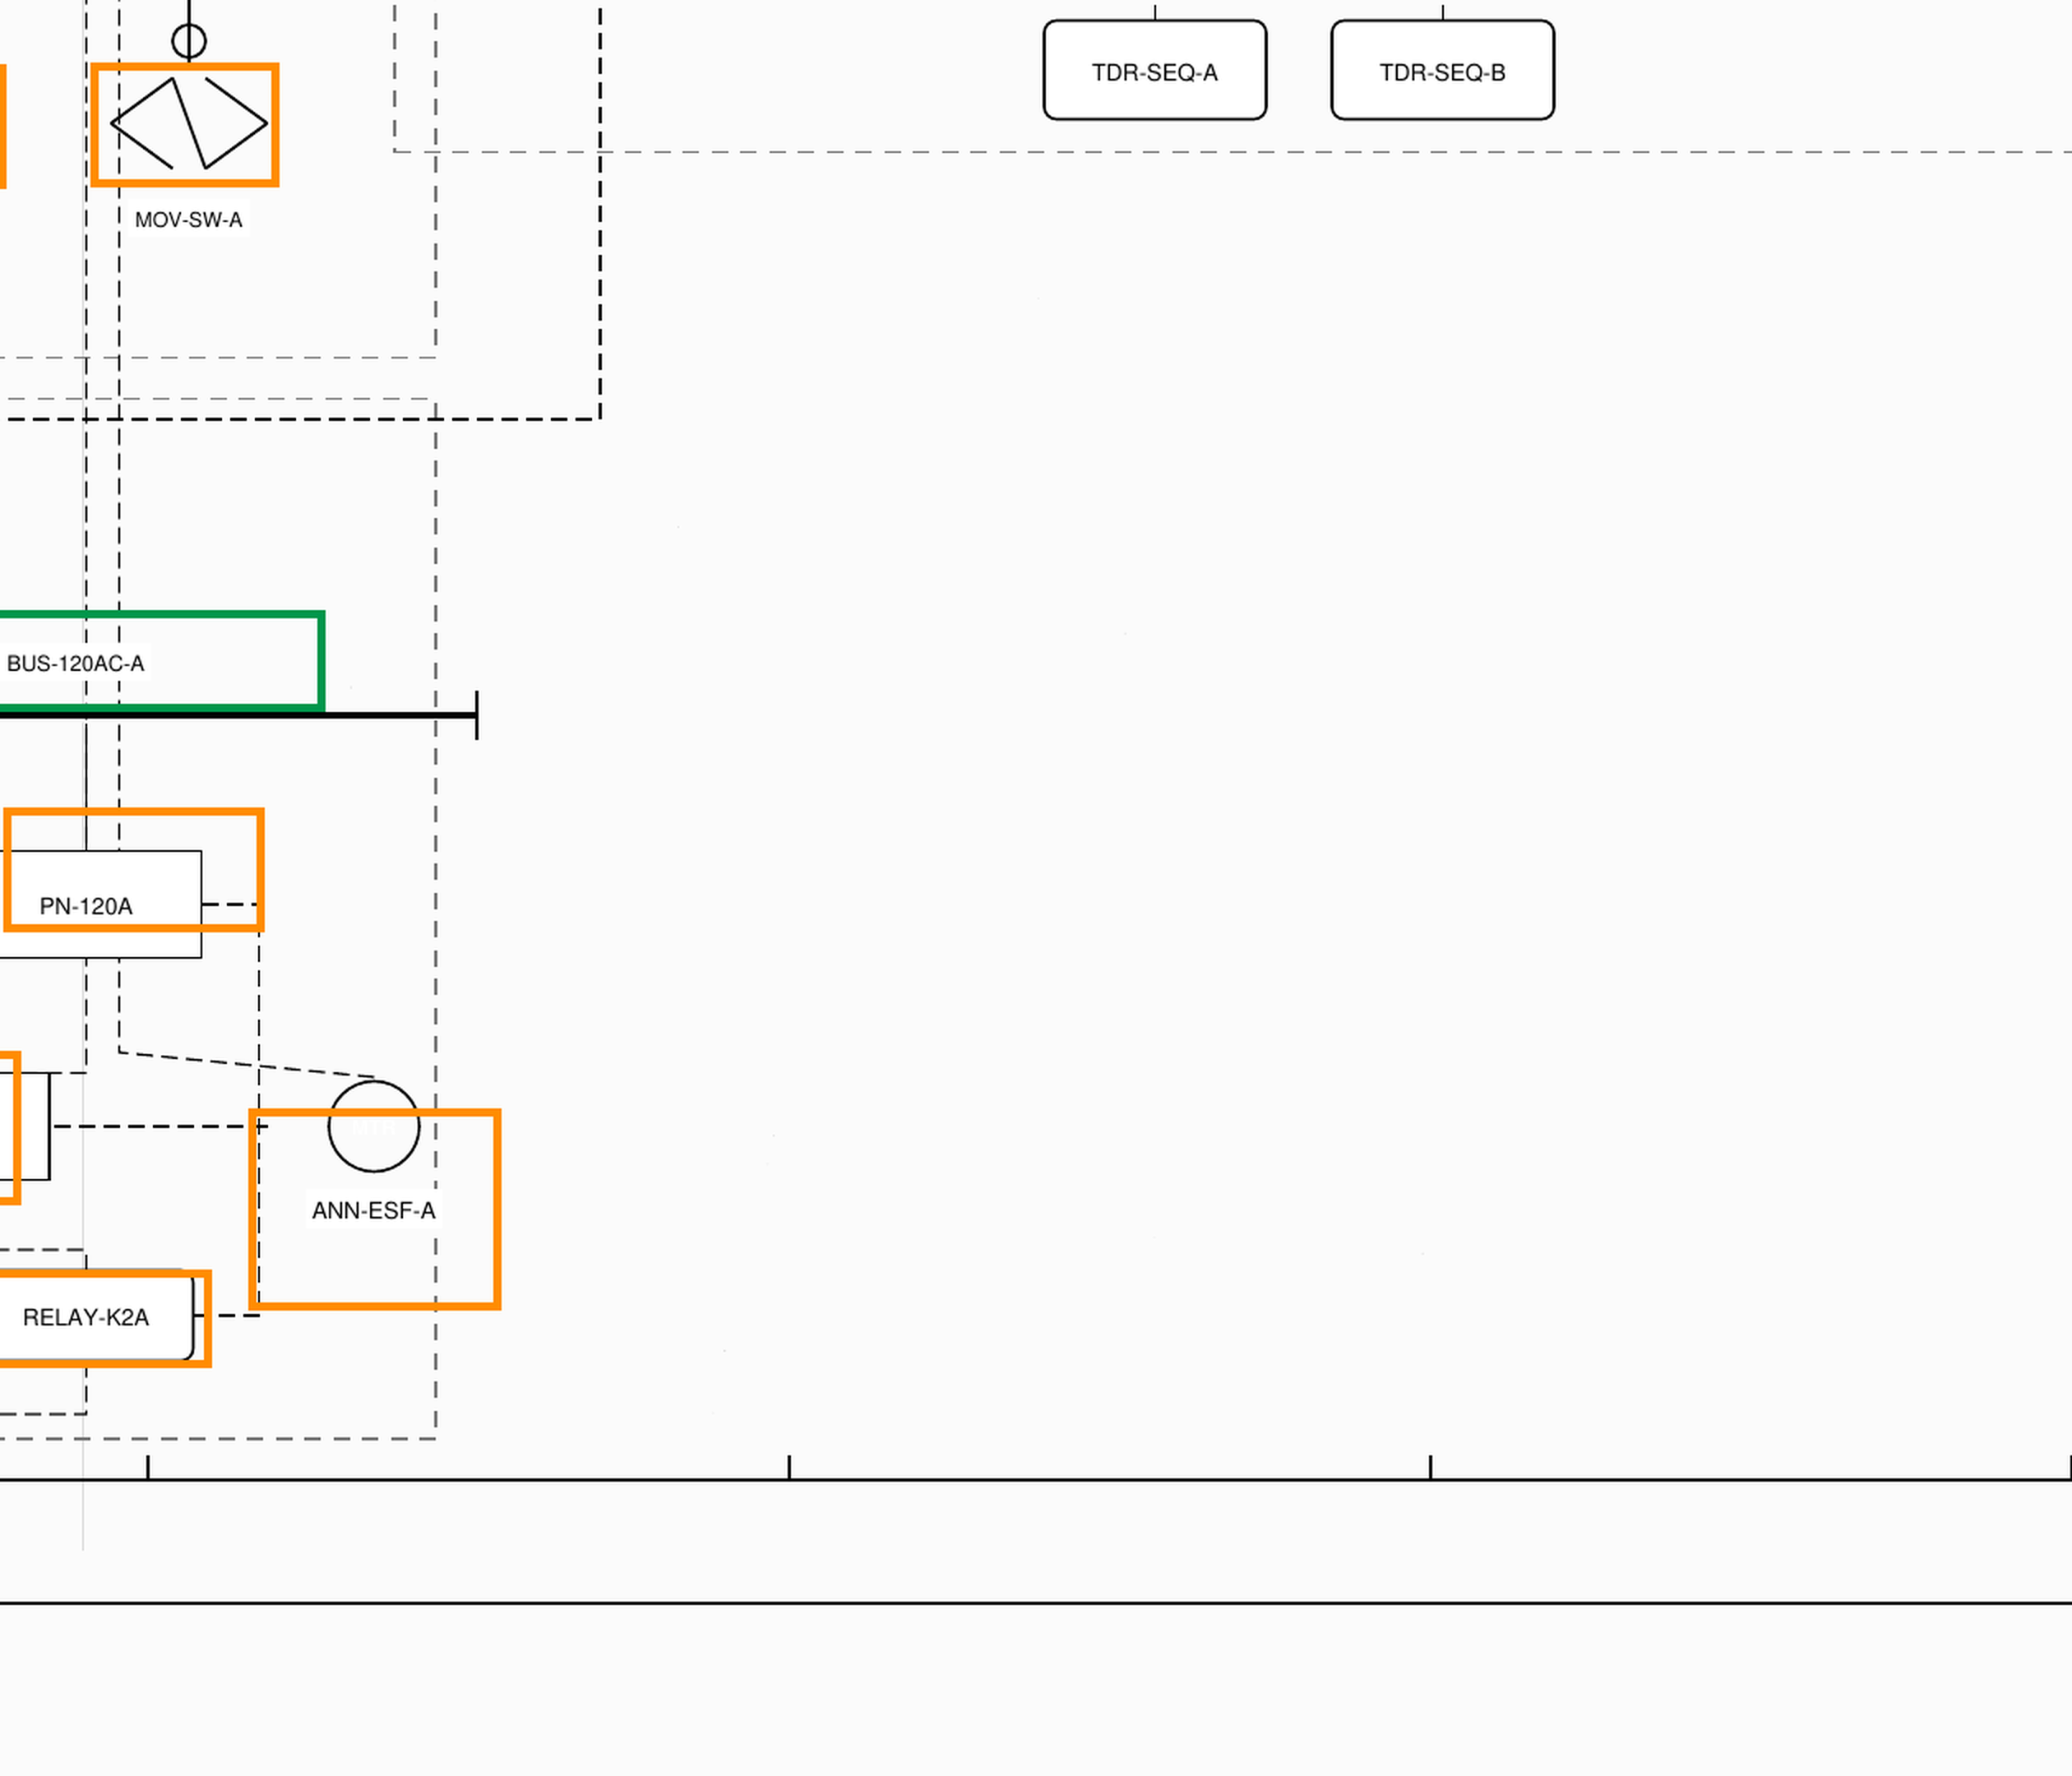 TDR-SEQ-A
TDR-SEQ-B
MOV-SW-A
BUS-120AC-A
PN-120A
ANN-ESF-A
RELAY-K2A